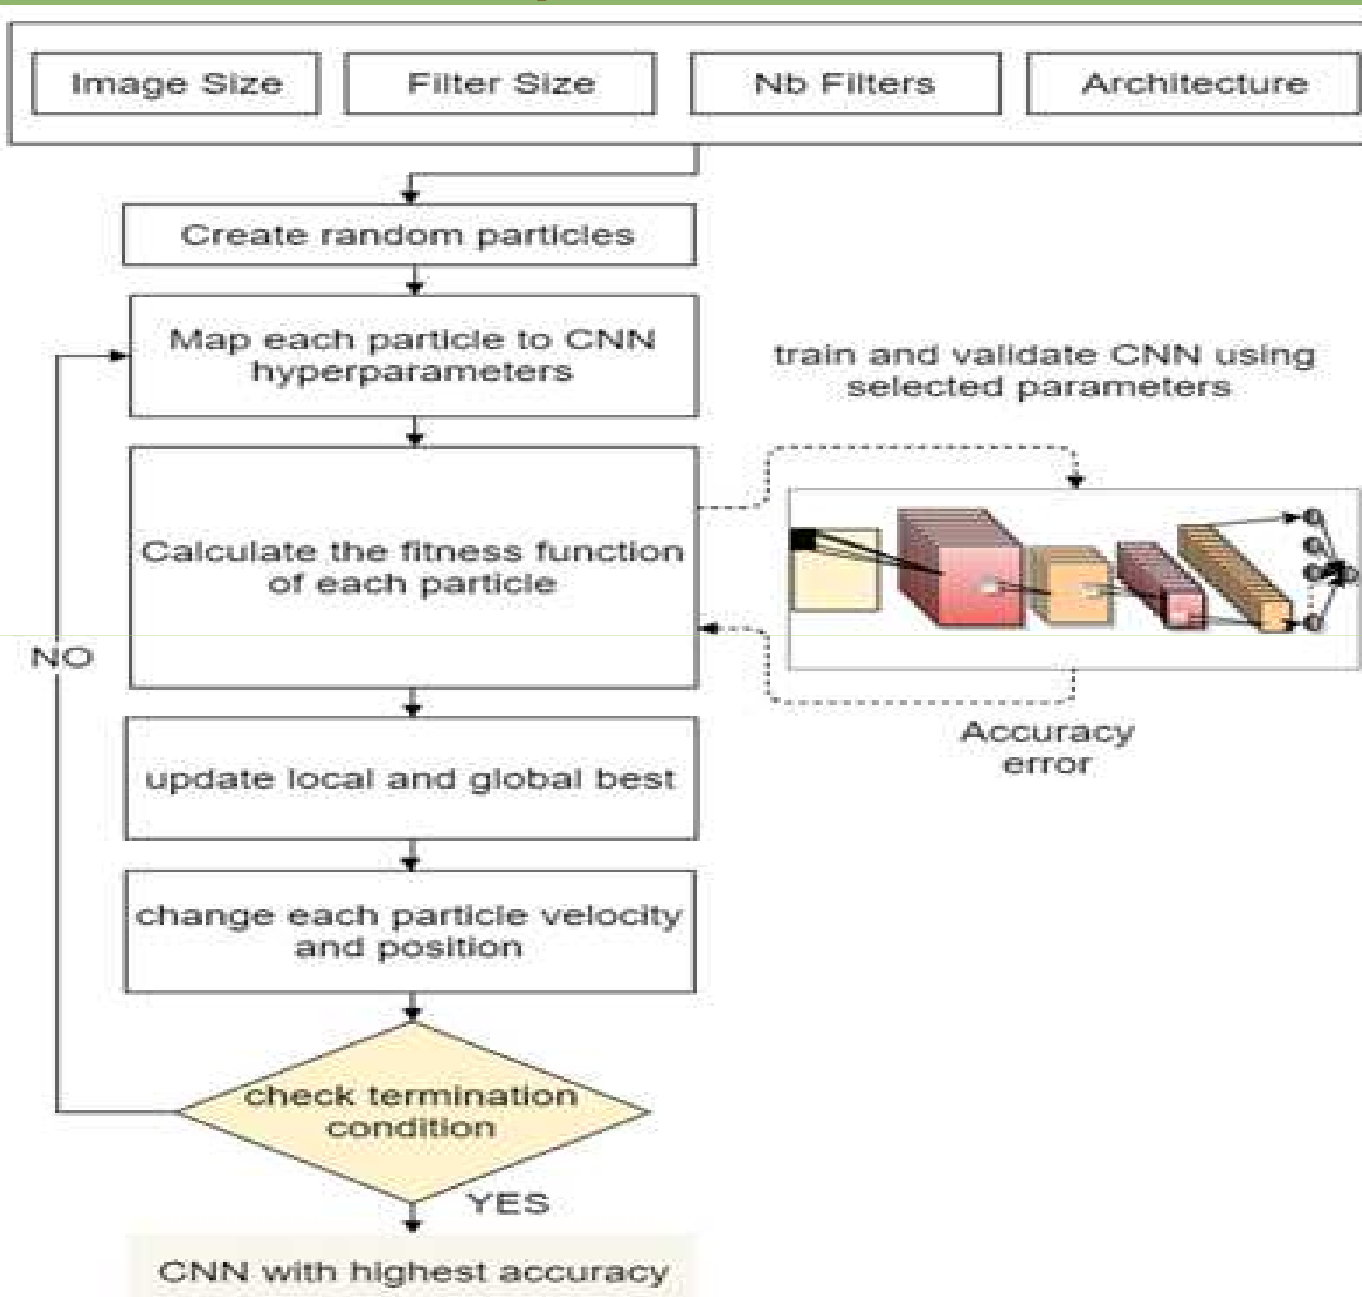 Image Size
Filter Size
Nb Filters
Architecture
Create random particles
Map each particle to CNN
hyperparameters
train and validate CNN using
selected parameters
Calculate the fitness function
of each particle
NO
Accuracy
error
update local and global best
change each particle velocity
and position
check termination
condition
YES
CNN with highest accuracy